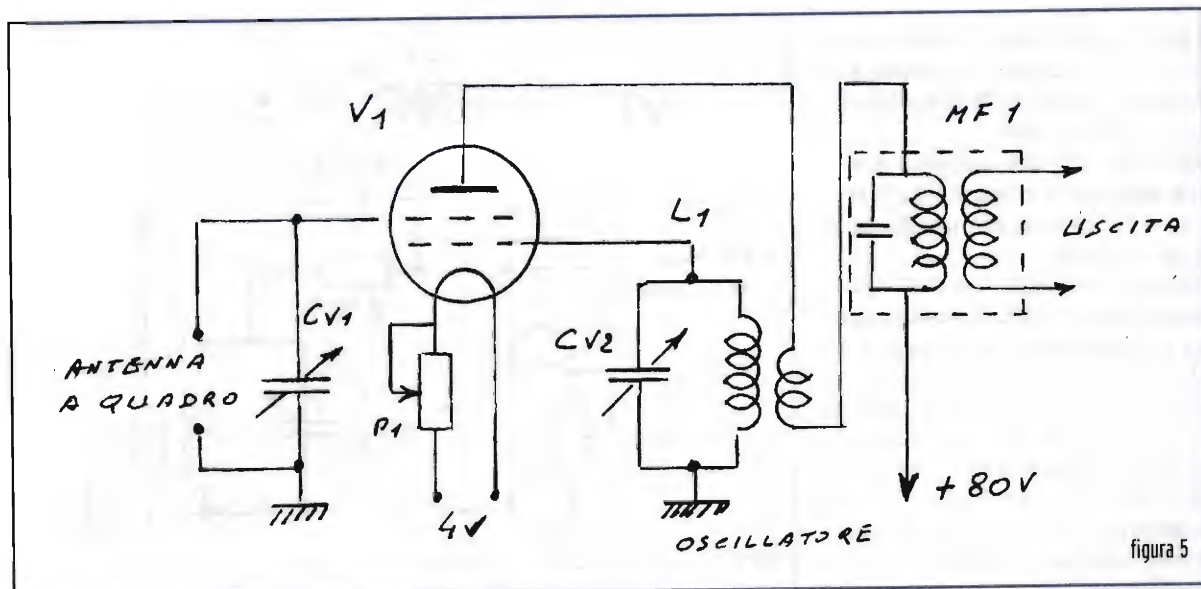 V1
MF 1
L1
CV1
CV2
USCITA
ANTENNA
A QUADRO
P1
4V
+ 80V
OSCILLATORE
figura 5